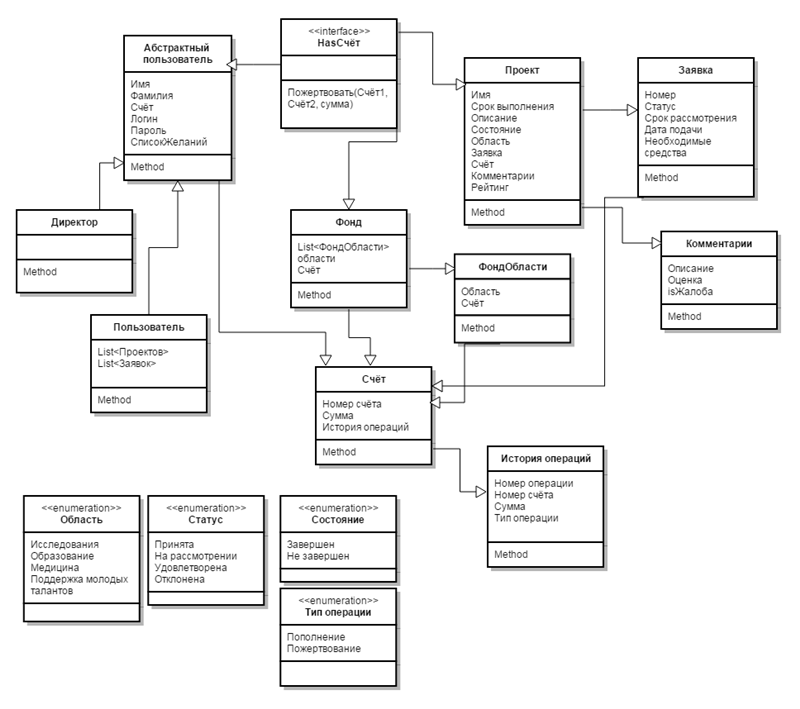 Абстрактный
пользователь
Имя
Фамилия
Счёт
Логин
Пароль
СписокЖеланий
Method
<<interface>>
HasСчёт
Пожертвовать(Счёт1,
Счёт2, сумма)
Проект
Имя
Срок выполнения
Описание
Состояние
Область
Заявка
Счёт
Комментарии
Рейтинг
Method
Заявка
Номер
Статус
Срок рассмотрения
Дата подачи
Необходимые
средства
Method
Директор
Method
Фонд
List<ФондОбласти>
области
Счёт
Method
ФондОбласти
Область
Счёт
Method
Комментарии
Описание
Оценка
isЖалоба
Method
Пользователь
List<Проектов>
List<Заявок>
Method
Счёт
Номер счёта
Сумма
История операций
Method
История операций
Номер операции
Номер счёта
Сумма
Тип операции
Method
<<enumeration>>
Область
Исследования
Образование
Медицина
Поддержка молодых
талантов
<<enumeration>>
Статус
Принята
На рассмотрении
Удовлетворена
Отклонена
<<enumeration>>
Состояние
Завершен
Не завершен
<<enumeration>>
Тип операции
Пополнение
Пожертвование